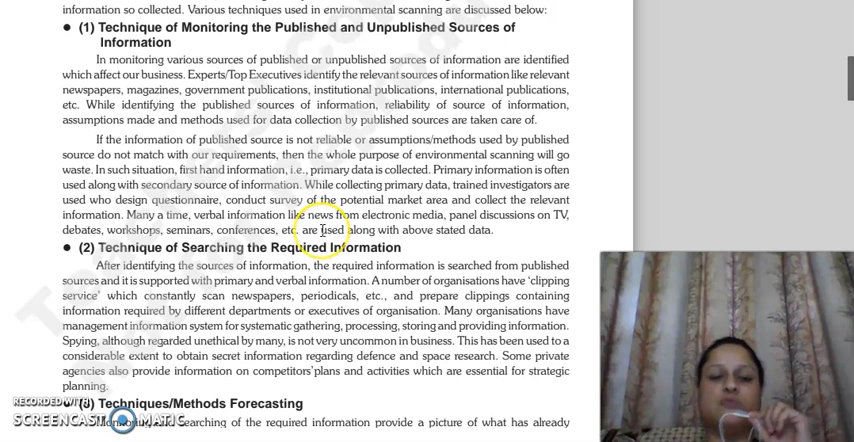 information so collected. Various techniques used in environmental scanning are discussed below:
● (1) Technique of Monitoring the Published and Unpublished Sources of
Information
In monitoring various sources of published or unpublished sources of information are identified
which affect our business. Experts/Top Executives identify the relevant sources of information like relevant
newspapers, magazines, government publications, institutional publications, international publications,
etc. While identifying the published sources of information, reliability of source of information,
assumptions made and methods used for data collection by published sources are taken care of.
If the information of published source is not reliable or assumptions/methods used by published
source do not match with our requirements, then the whole purpose of environmental scanning will go
waste. In such situation, first hand information, i.e., primary data is collected. Primary information is often
used along with secondary source of information. While collecting primary data, trained investigators are
used who design questionnaire, conduct survey of the potential market area and collect the relevant
information. Many a time, verbal information like news from electronic media, panel discussions on TV,
debates, workshops, seminars, conferences, etc. are used along with above stated data.
● (2) Technique of Searching the Required Information
After identifying the sources of information, the required information is searched from published
sources and it is supported with primary and verbal information. A number of organisations have 'clipping
service' which constantly scan newspapers, periodicals, etc., and prepare clippings containing
information required by different departments or executives of organisation. Many organisations have
management information system for systematic gathering, processing, storing and providing information.
Spying, although regarded unethical by many, is not very uncommon in business. This has been used to a
considerable extent to obtain secret information regarding defence and space research. Some private
agencies also provide information on competitors' plans and activities which are essential for strategic
planning.
● (3) Techniques/Methods Forecasting
Monitoring and Searching of the required information provide a picture of what has already
RECORDED WITH
SCREENCAST MATIC